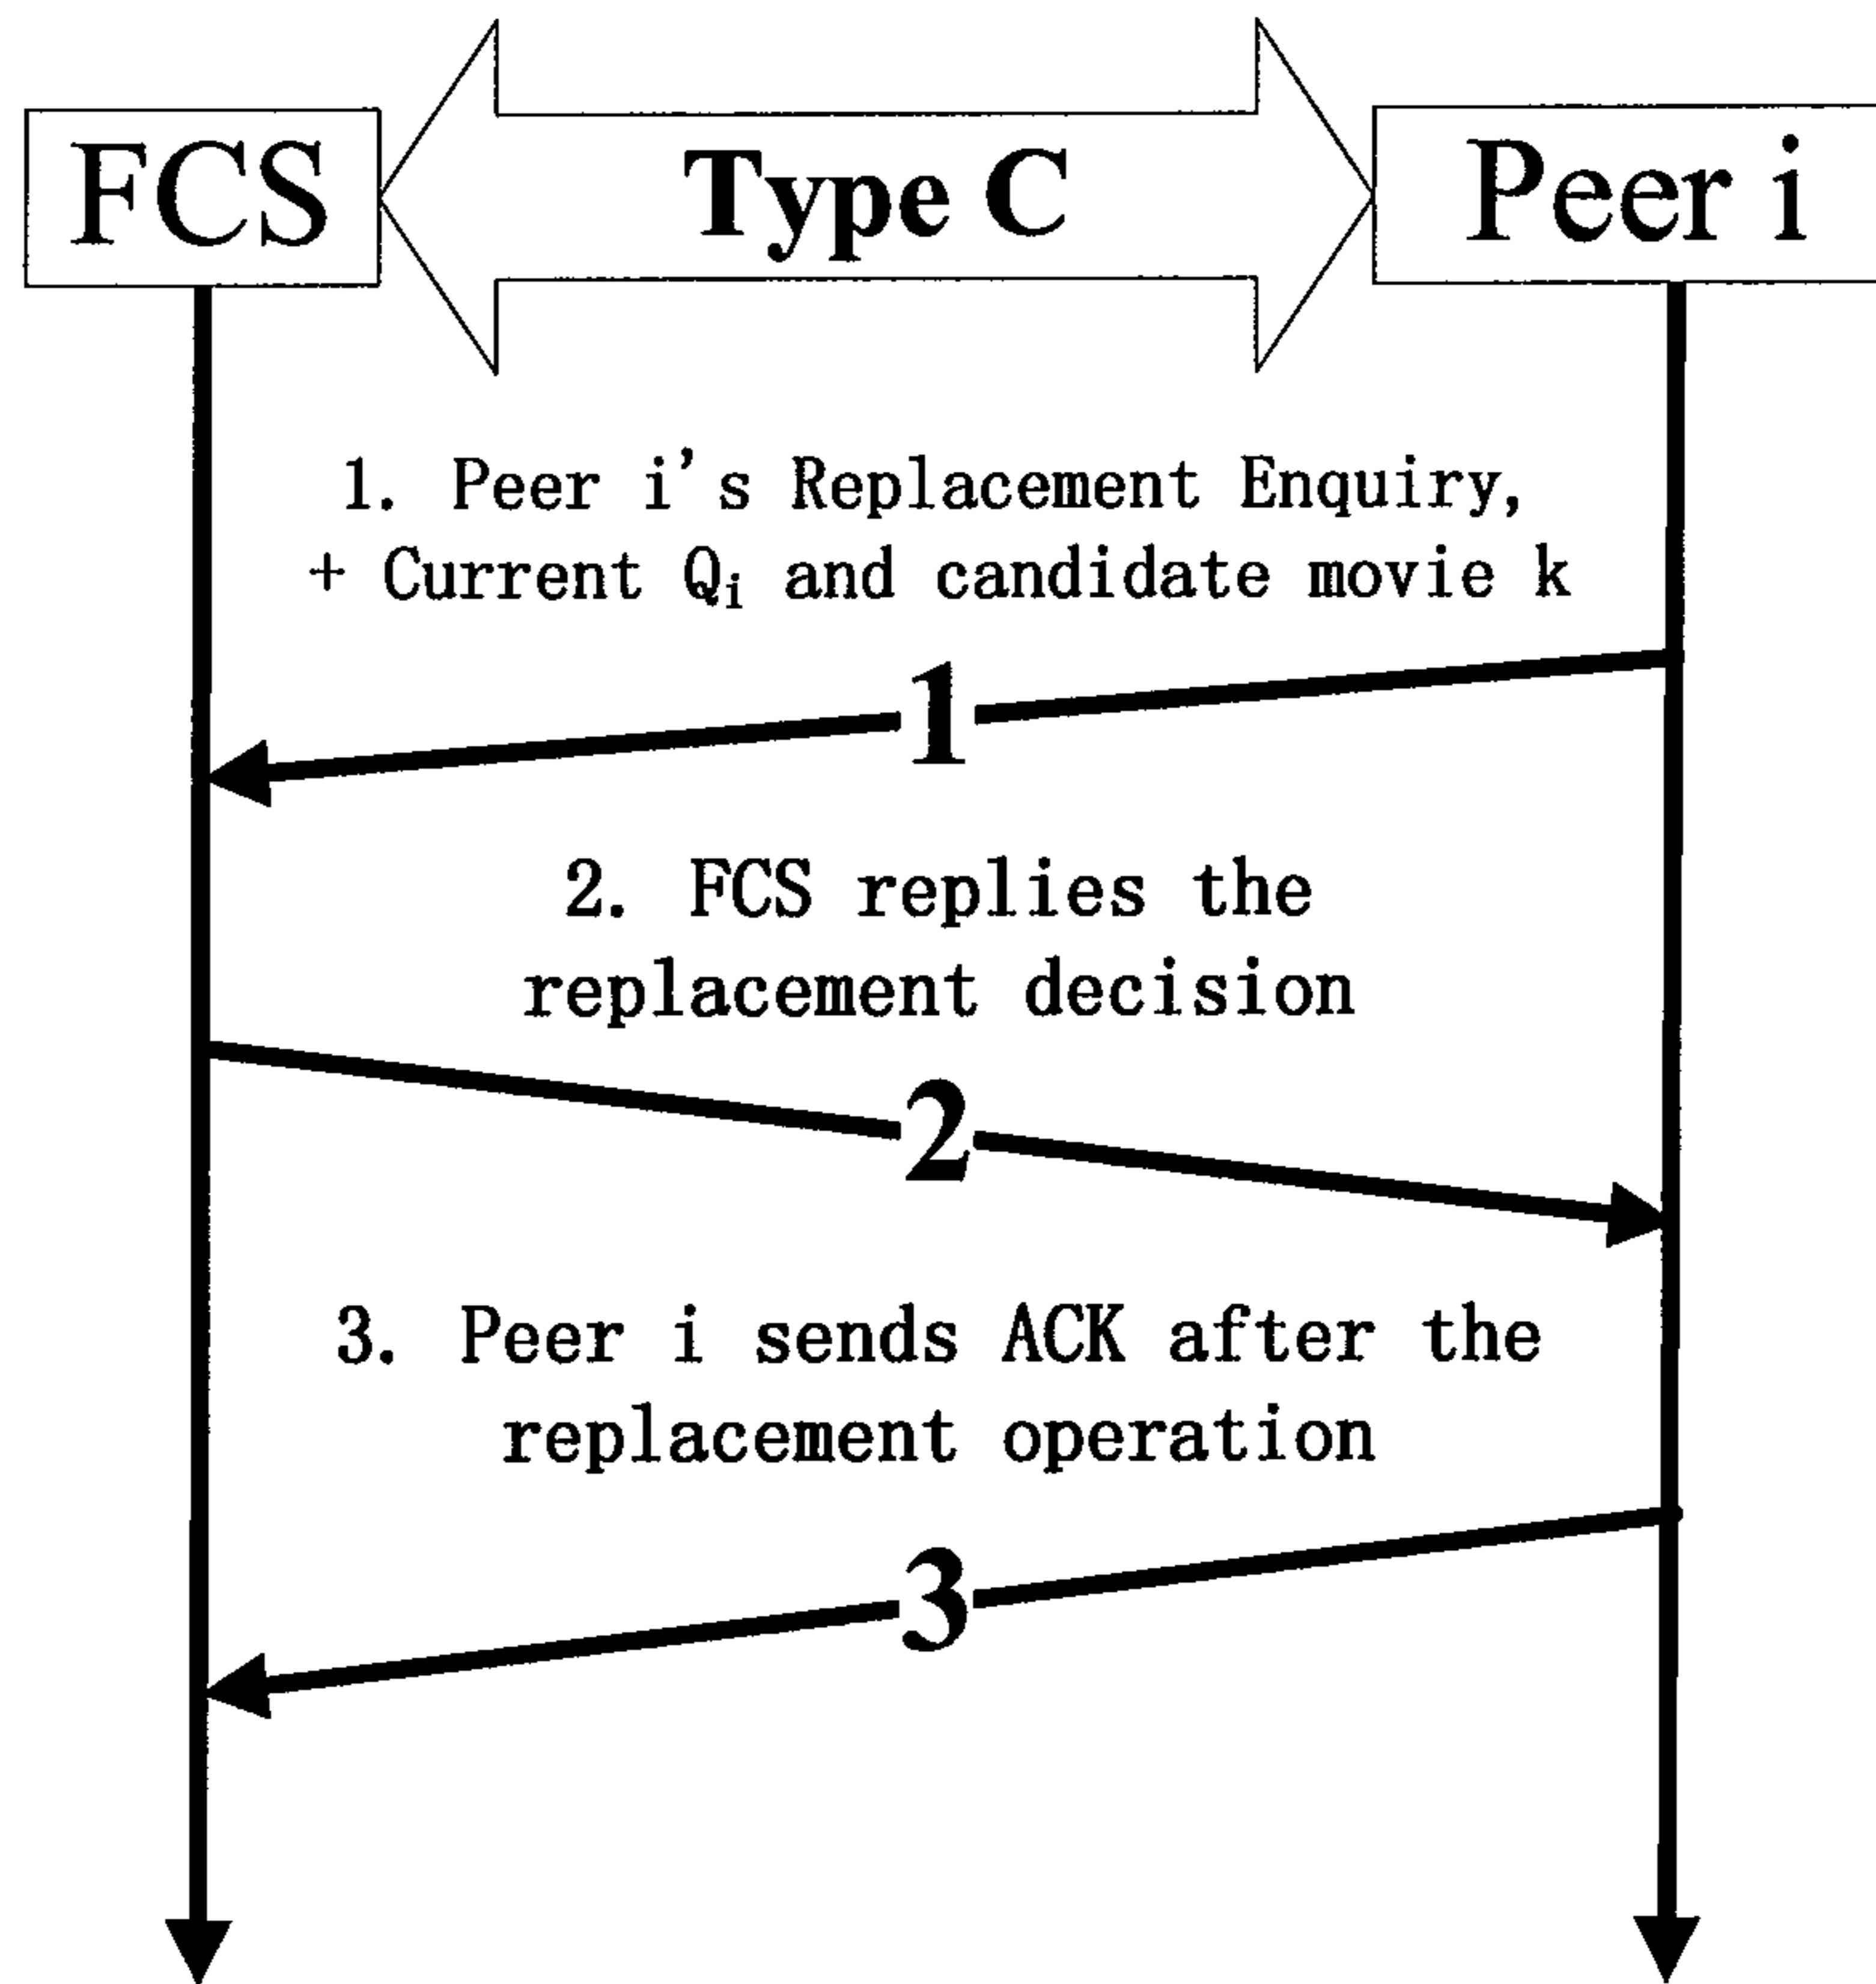 FCS
Type C
Peer i
1. Peer i's Replacement Enquiry,
+ Current Qi and candidate movie k
1
2. FCS replies the
replacement decision
2
3. Peer i sends ACK after the
replacement operation
3